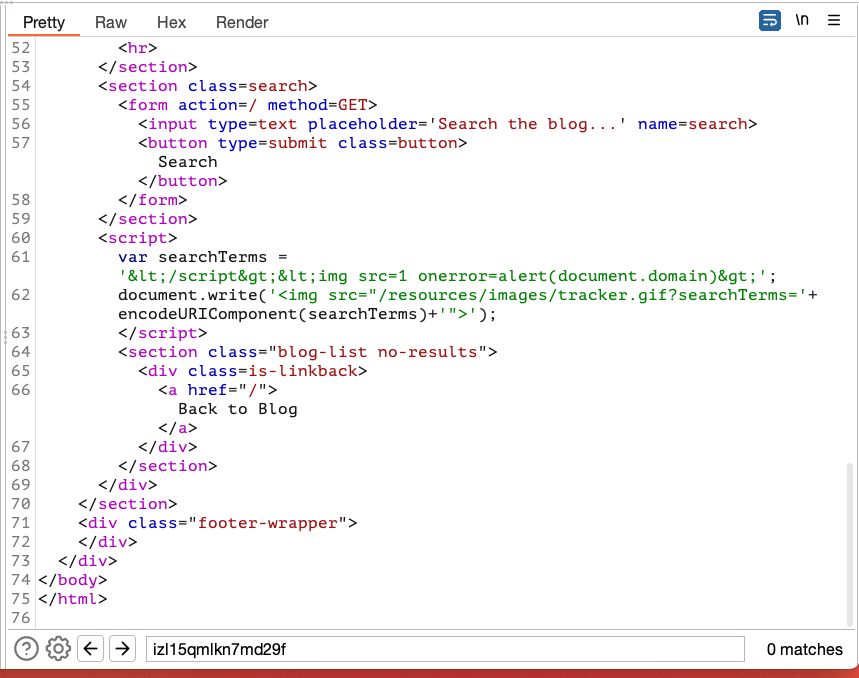 Pretty Raw Hex Render \n
52 <hr>
53 </section>
54 <section class=search>
55 <form action=/ method=GET>
56 <input type=text placeholder='Search the blog...' name=search>
57 <button type=submit class=button>
Search
</button>
58 </form>
59 </section>
60 <script>
61 var searchTerms =
'&lt;/script&gt;&lt;img src=1 onerror=alert(document.domain)&gt;';
62 document.write('<img src="/resources/images/tracker.gif?searchTerms='+
encodeURIComponent(searchTerms)+'">');
63 </script>
64 <section class="blog-list no-results">
65 <div class=is-linkback>
66 <a href="/">
Back to Blog
</a>
67 </div>
68 </section>
69 </div>
70 </section>
71 <div class="footer-wrapper">
72 </div>
73 </div>
74 </body>
75 </html>
76
? izl15qmlkn7md29f 0 matches